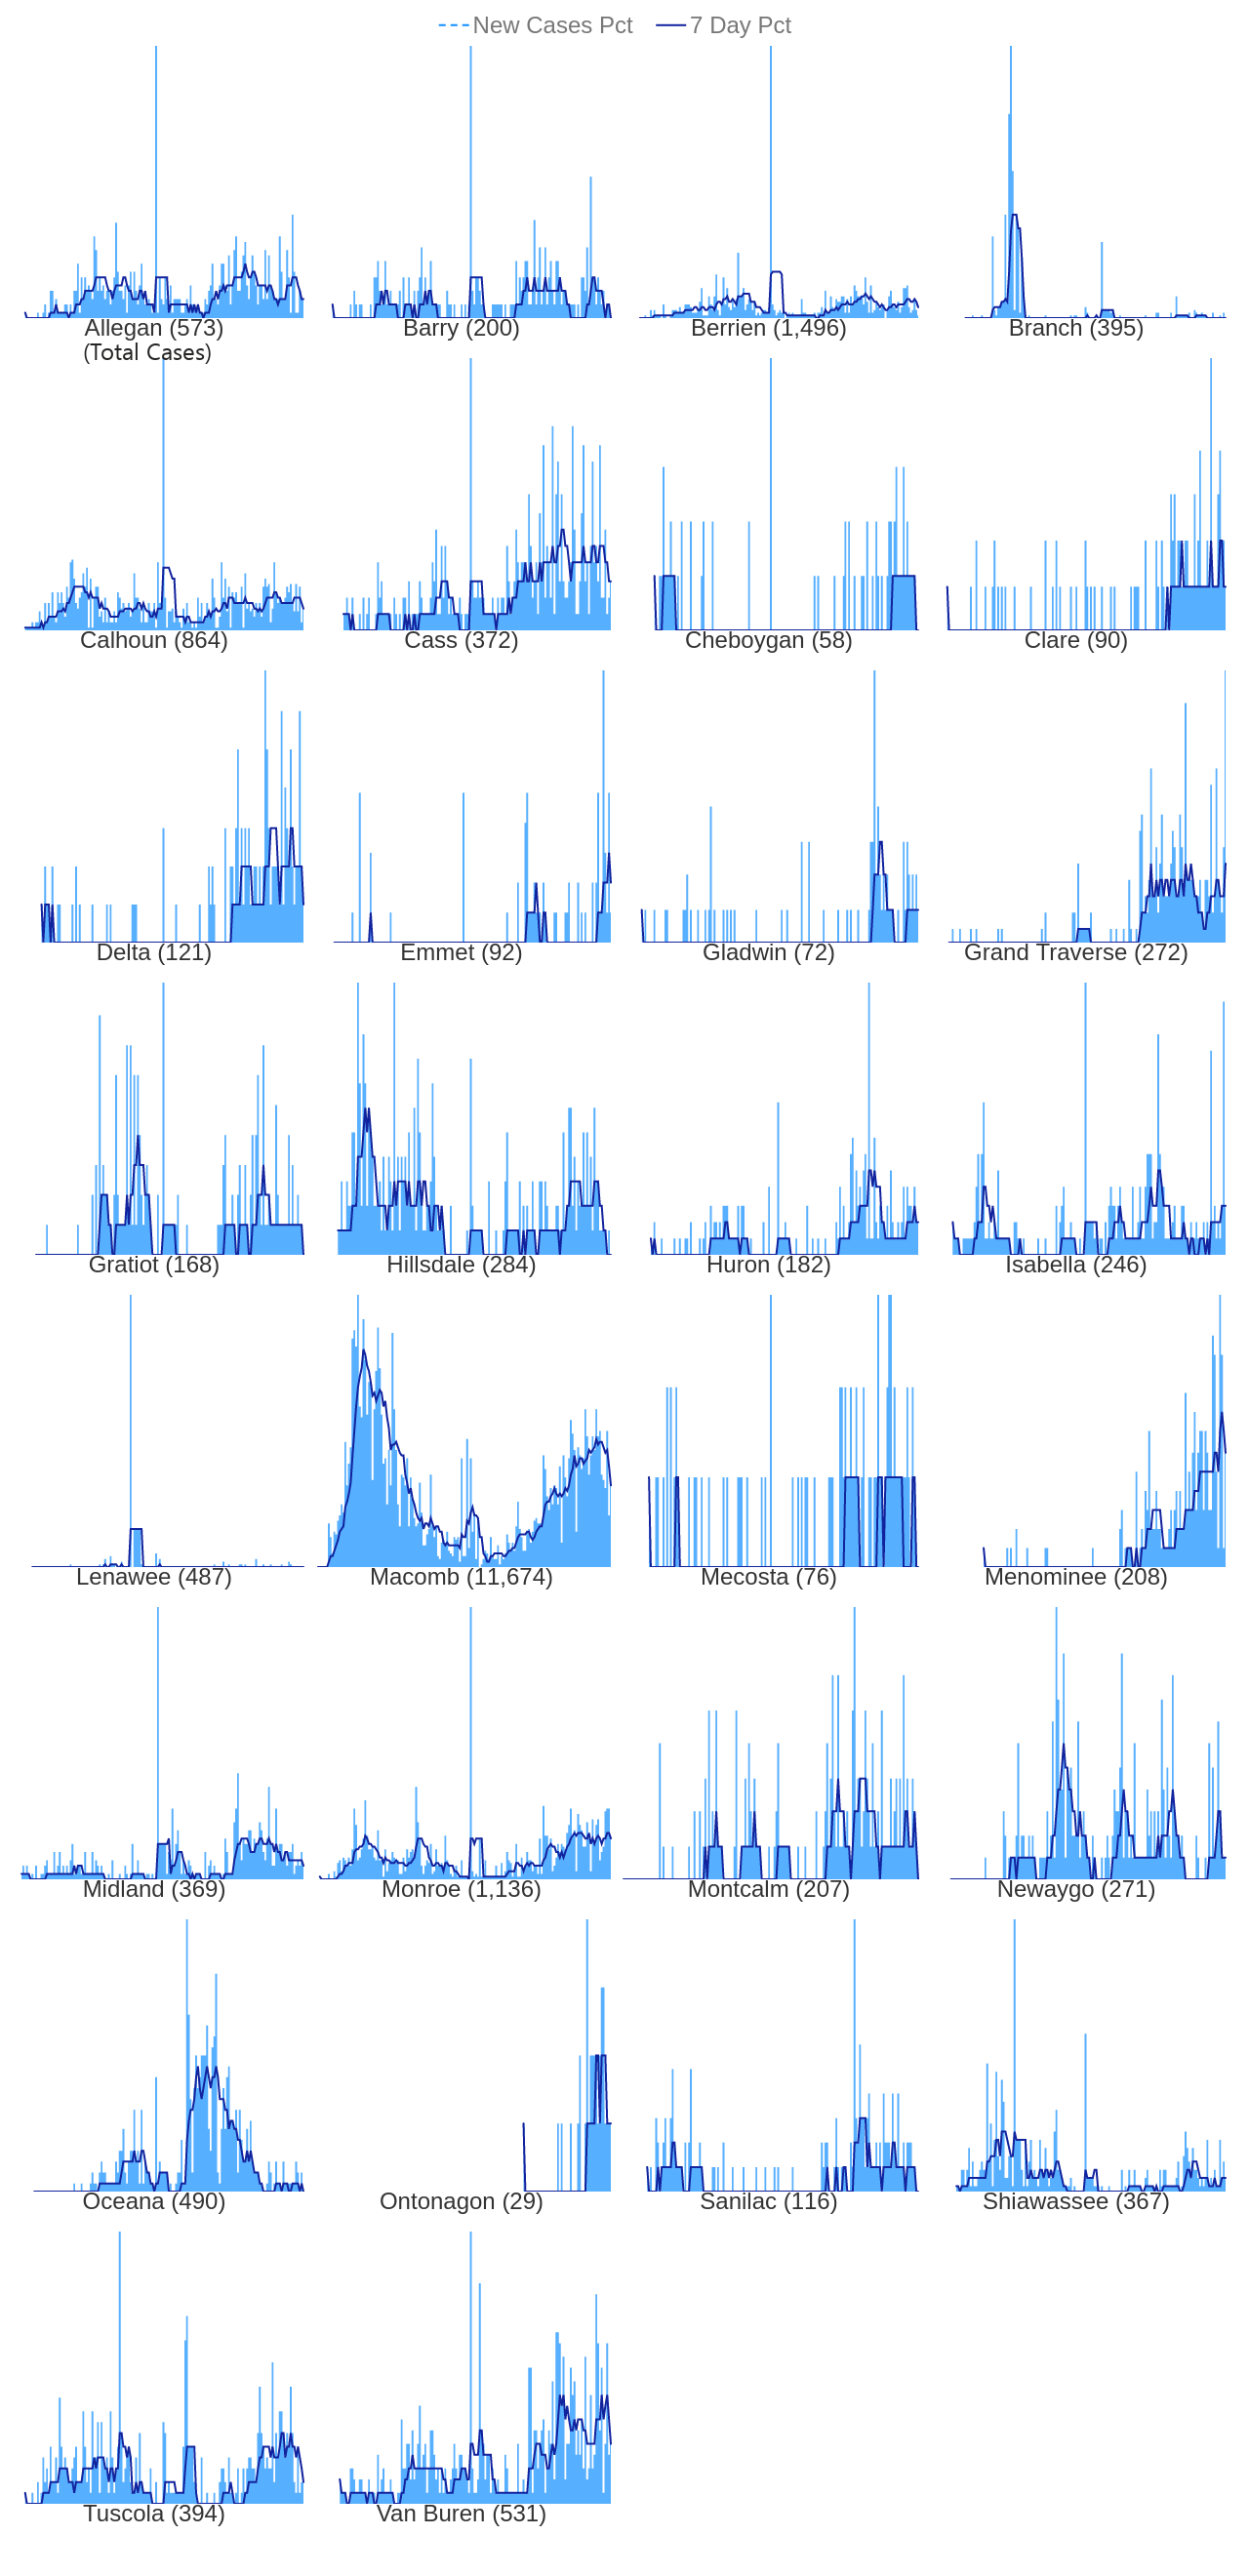 New Cases Pct 7 Day Pct
Allegan (573) Barry (200) Berrien (1,496) Branch (395)
(Total Cases)
Calhoun (864) Cass (372) Cheboygan (58) Clare (90)
Delta (121) Emmet (92) Gladwin (72) Grand Traverse (272)
Gratiot (168) Hillsdale (284) Huron (182) Isabella (246)
Lenawee (487) Macomb (11,674) Mecosta (76) Menominee (208)
Midland (369) Monroe (1,136) Montcalm (207) Newaygo (271)
Oceana (490) Ontonagon (29) Sanilac (116) Shiawassee (367)
Tuscola (394) Van Buren (531)